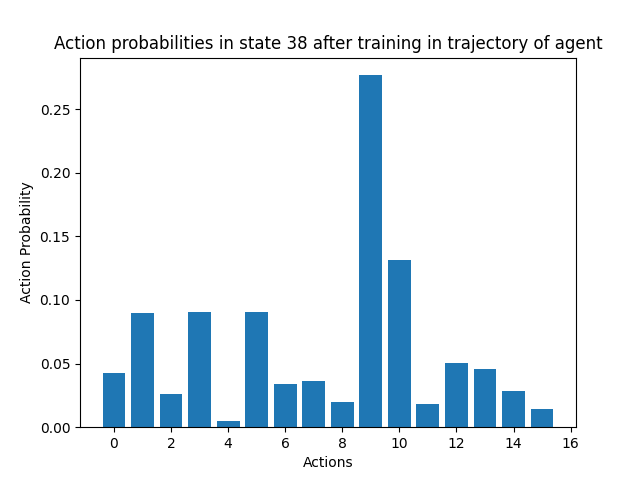 Action probabilities in state 38 after training in trajectory of agent
Action Probability
0.25
0.20
0.15
0.10
0.05
0.00
0 2 4 6 8 10 12 14 16
Actions